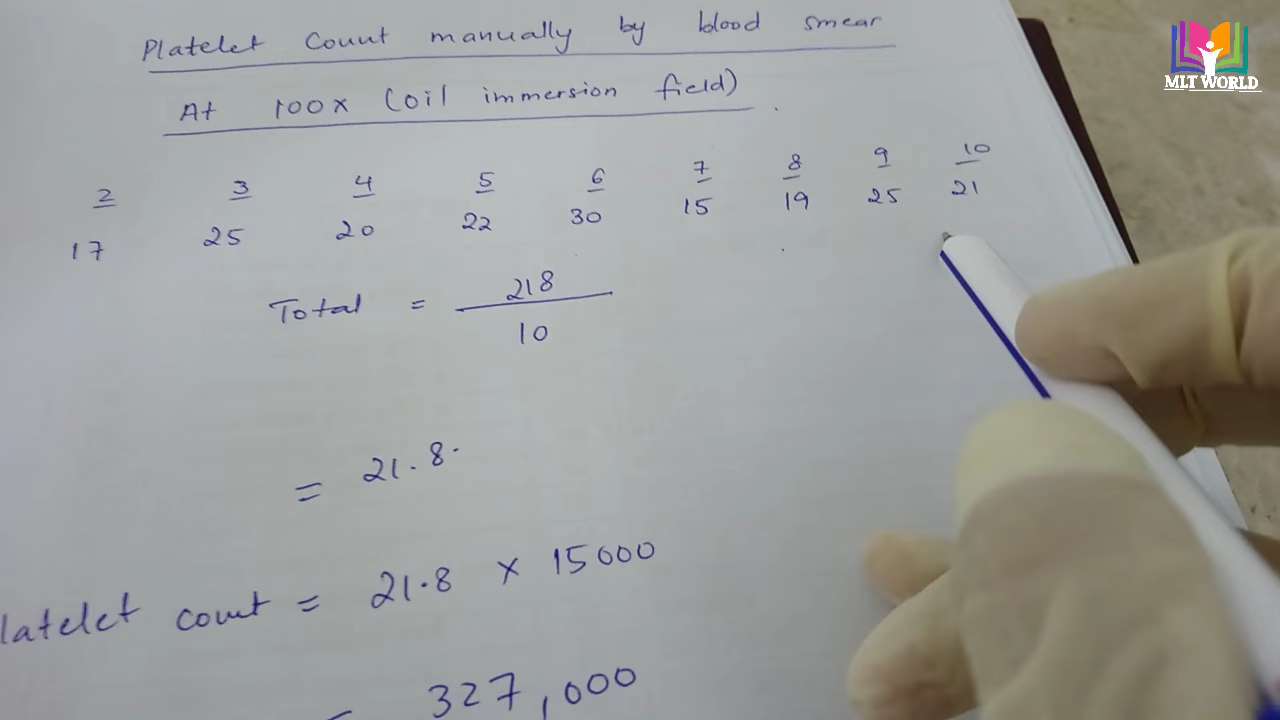 Platelet Count manually by blood smear
At 100x (oil immersion field)
2 3 4 5 6 7 8 9 10
17 25 20 22 30 15 19 25 21
Total = 218
10
= 21.8.
latelet count = 21.8 × 15000
= 327,000
MLT WORLD